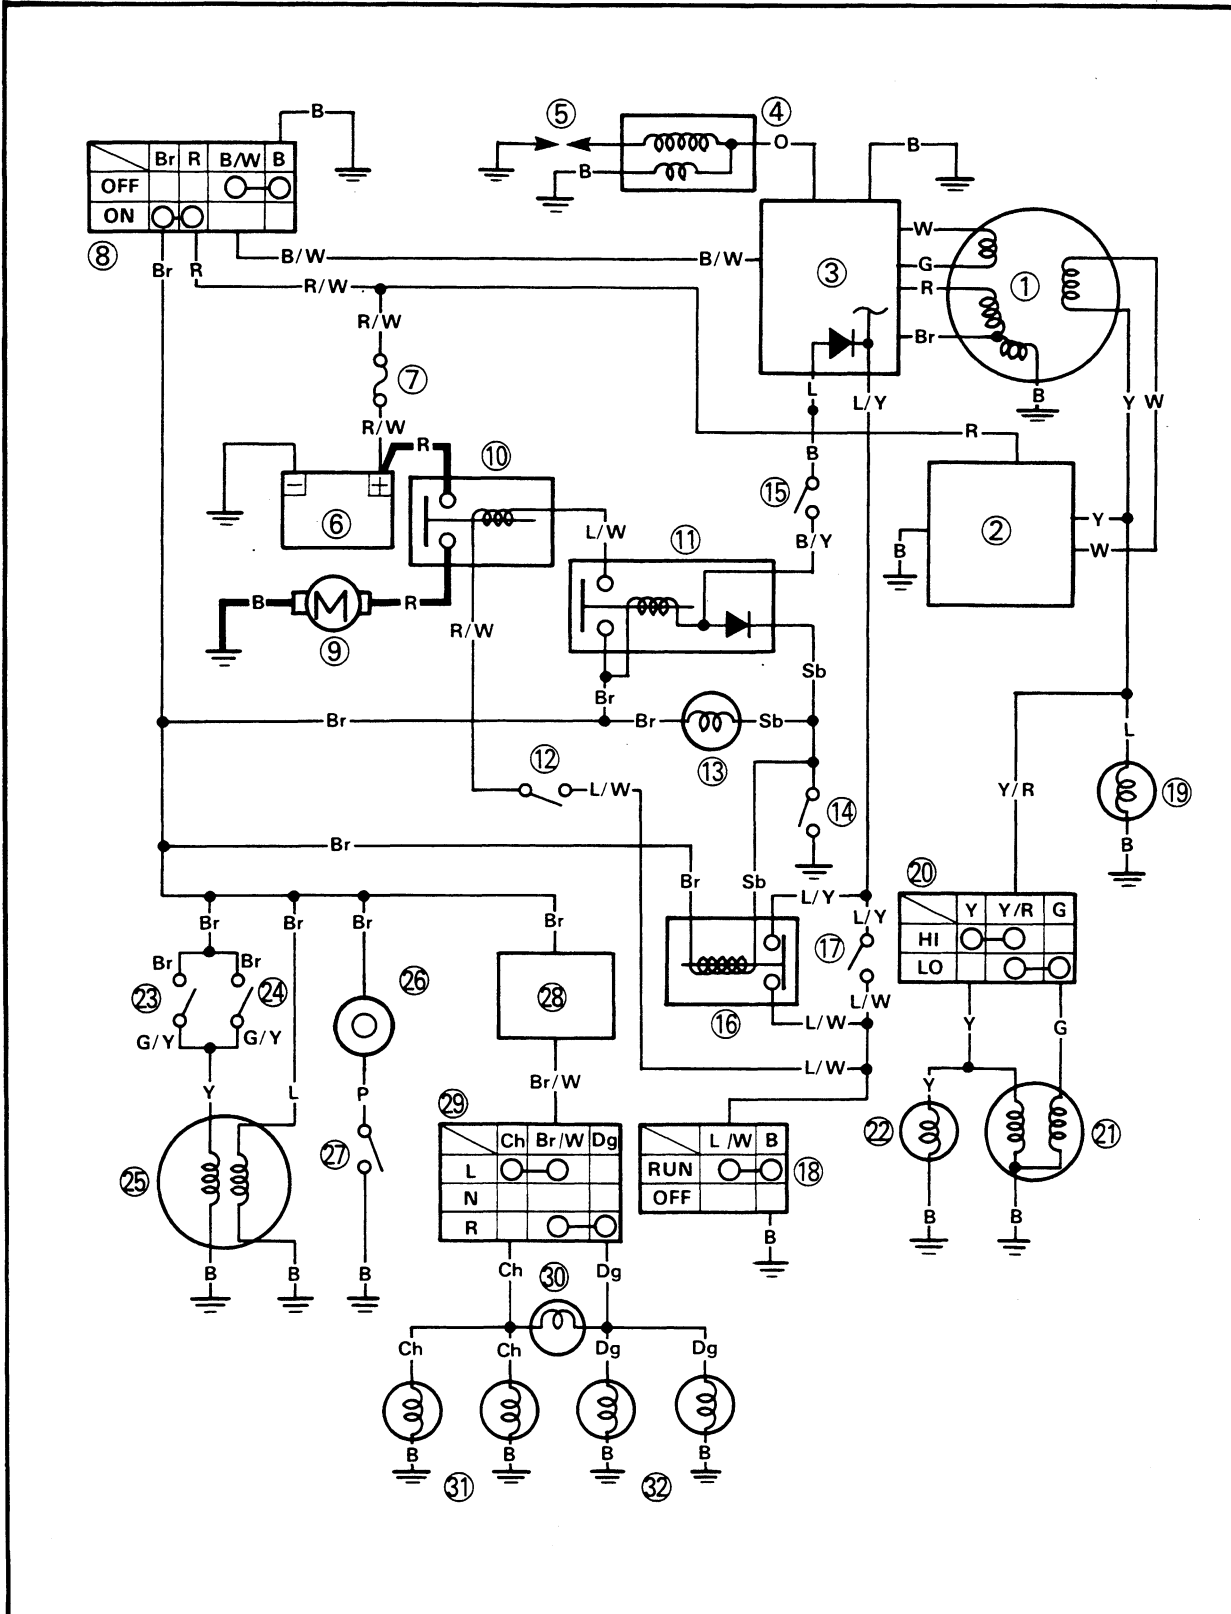 B
⑤
④
Br R B/W B
OFF
ON
O
B
B
⑧
Br R
B/W
B/W
③
W
G
R
Br
①
R/W
R/W
⑦
L
L/Y
B
Y
W
R/W
R
⑩
R
− +
⑥
B
⑮
L/W
⑪
B/Y
②
Y
W
B
B
M
R
⑨
R/W
Sb
Br
Br
Br
Sb
L
⑫
⑬
L/W
⑭
Y/R
⑲
B
Br
⑳
Br
Sb
L/Y
L/Y
Y Y/R G
HI
LO
Br
Br
Br
Br
⑰
Br
Br
㉓
㉔
㉖
㉘
L/W
G/Y
G/Y
⑯
L/W
Y
G
L/W
Y
L
P
Br/W
Y
㉙
Ch Br/W Dg
L
N
R
L/W B
RUN
OFF
⑱
㉒
㉑
㉗
㉕
B
B
B
B
B
B
Ch
㉚
Dg
Ch
Ch
Dg
Dg
B
B
B
B
㉛
㉜